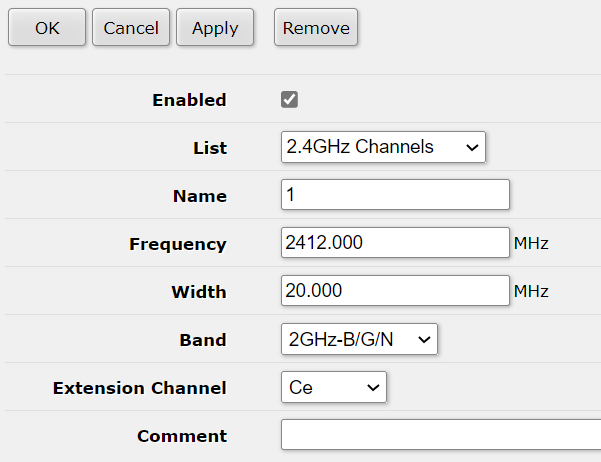 OK Cancel Apply Remove
Enabled
List 2.4GHz Channels
Name 1
Frequency 2412.000 MHz
Width 20.000 MHz
Band 2GHz-B/G/N
Extension Channel Ce
Comment